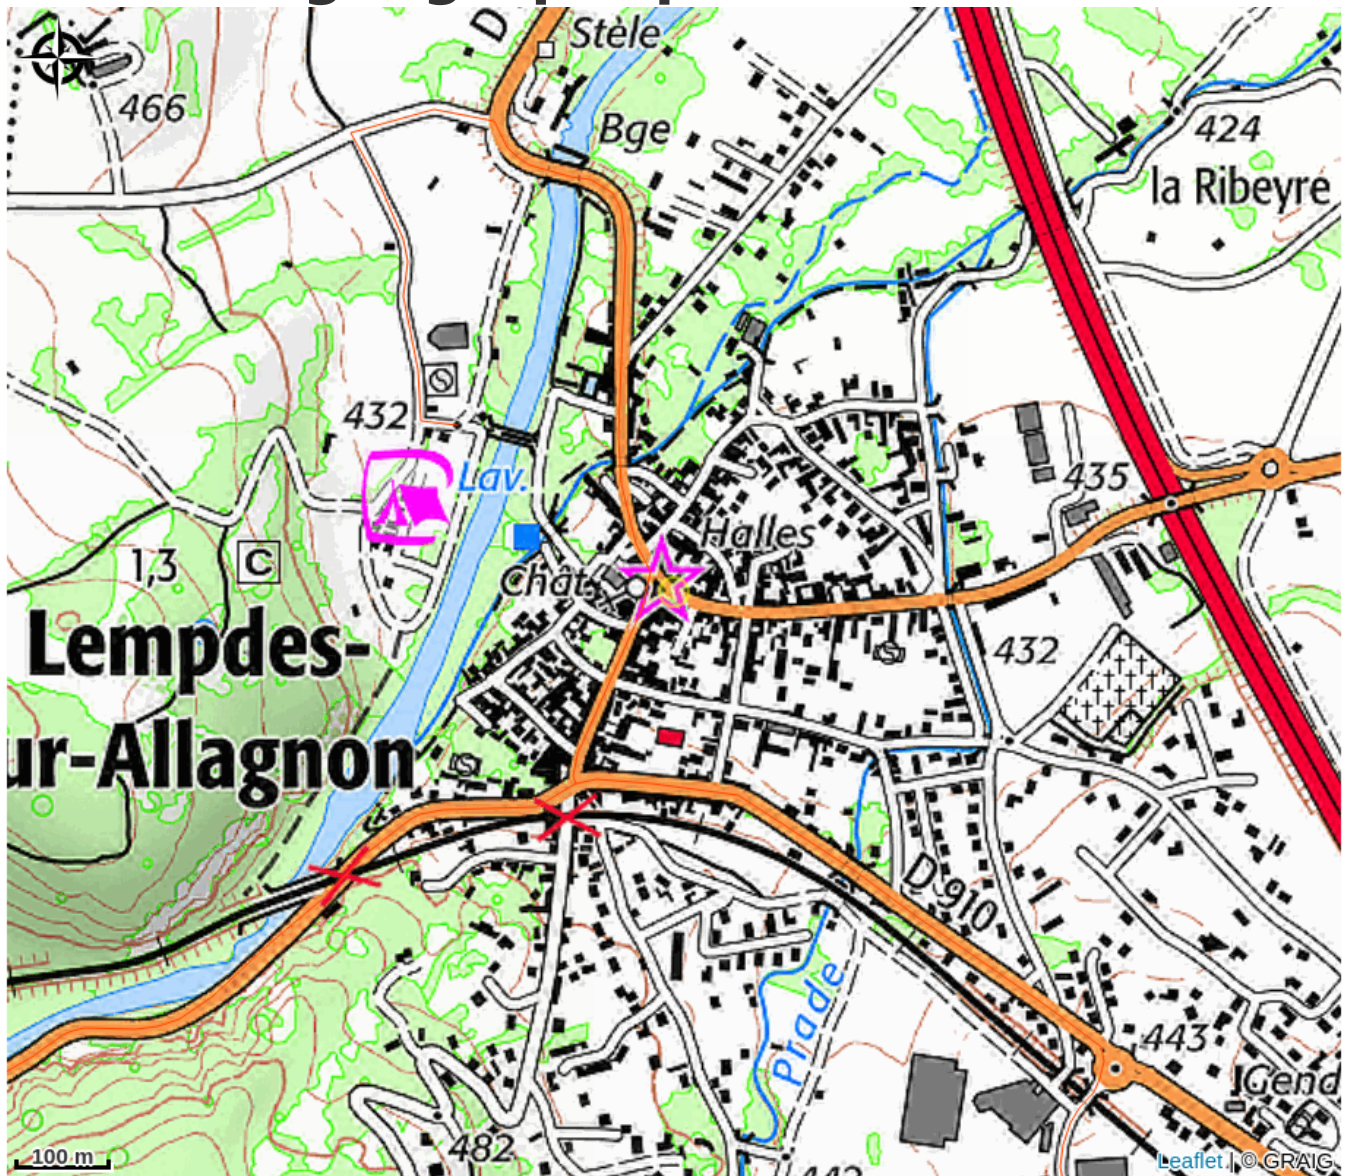 D
Stèle
466
Bge
424
la Ribeyre
432
Lav.
435
Halles
1,3
C
Chât.
Lempdes-
ur-Allagnon
432
D 910
Prade
443
Gend
482
100 m
Leaflet | © GRAIG